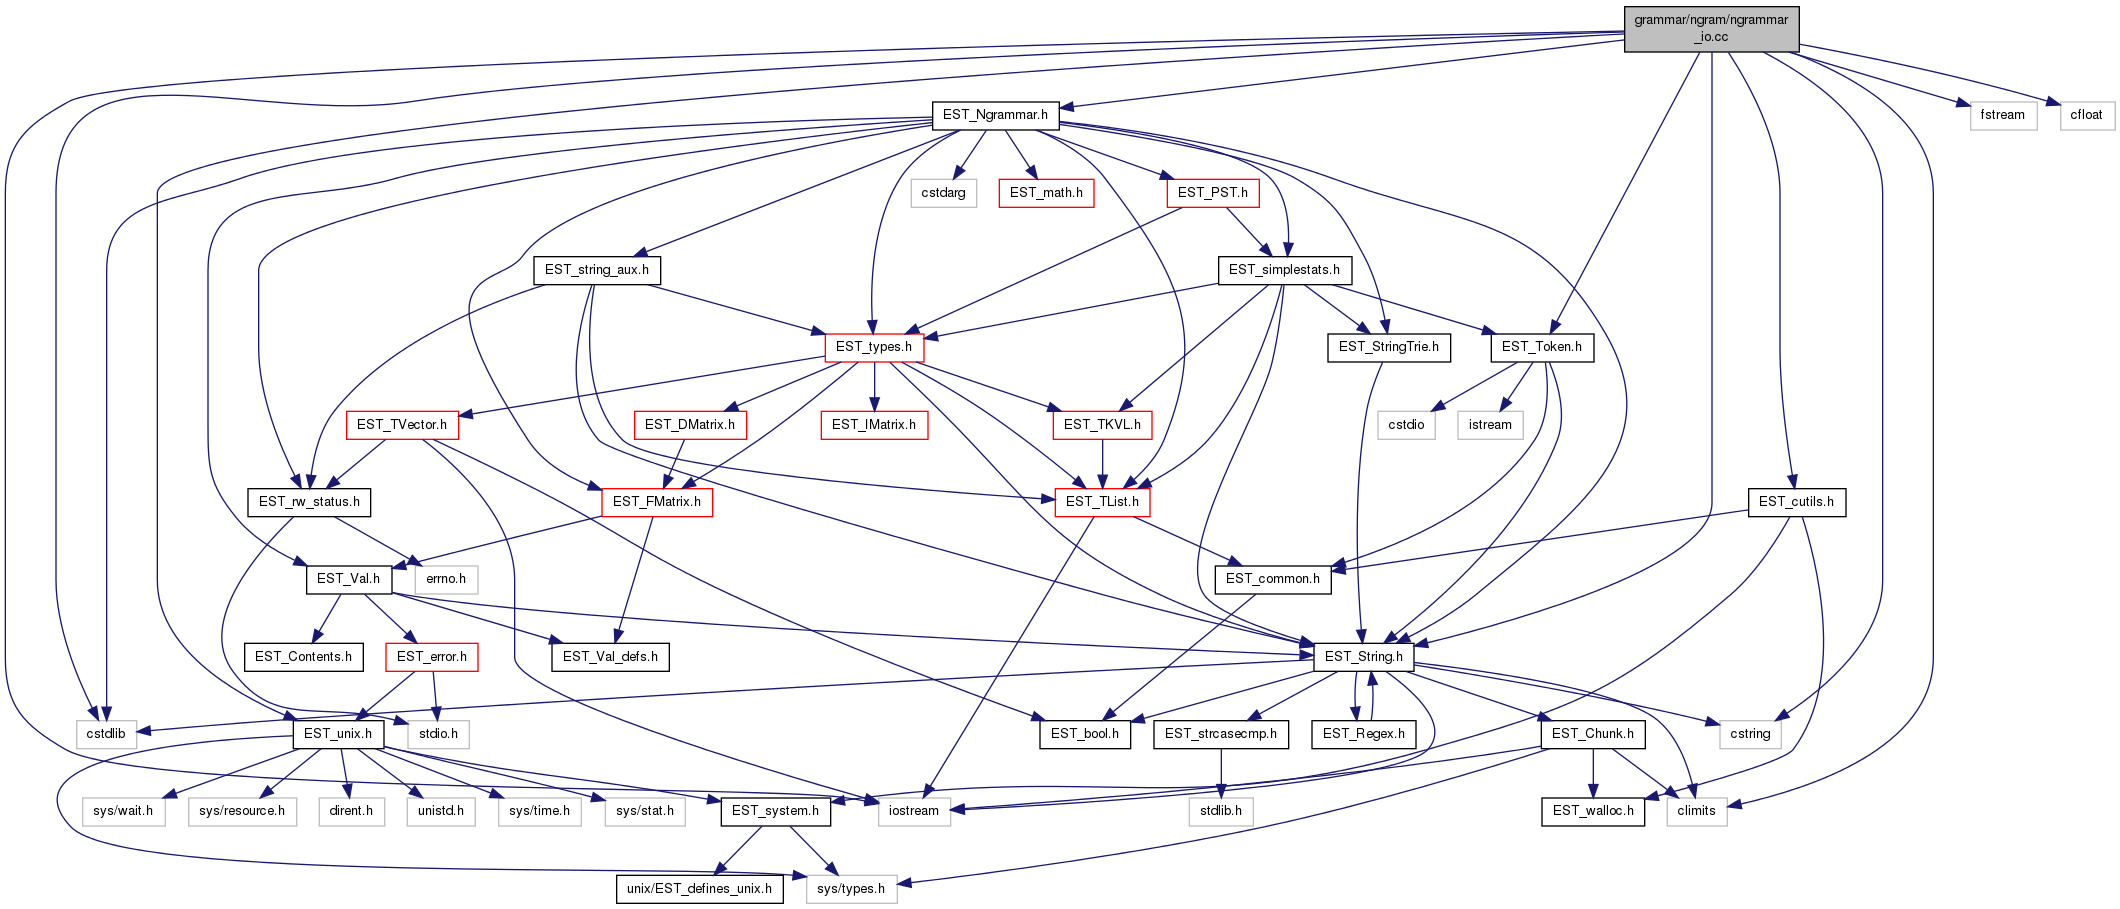 grammar/ngram/ngrammar
_io.cc
EST_Ngrammar.h
fstream
cfloat
cstdarg
EST_math.h
EST_PST.h
EST_string_aux.h
EST_simplestats.h
EST_types.h
EST_StringTrie.h
EST_Token.h
EST_TVector.h
EST_DMatrix.h
EST_IMatrix.h
EST_TKVL.h
cstdio
istream
EST_rw_status.h
EST_FMatrix.h
EST_TList.h
EST_cutils.h
EST_Val.h
errno.h
EST_common.h
EST_Contents.h
EST_error.h
EST_Val_defs.h
EST_String.h
cstdlib
EST_unix.h
stdio.h
EST_bool.h
EST_strcasecmp.h
EST_Regex.h
EST_Chunk.h
cstring
sys/wait.h
sys/resource.h
dirent.h
unistd.h
sys/time.h
sys/stat.h
EST_system.h
iostream
stdlib.h
EST_walloc.h
climits
unix/EST_defines_unix.h
sys/types.h